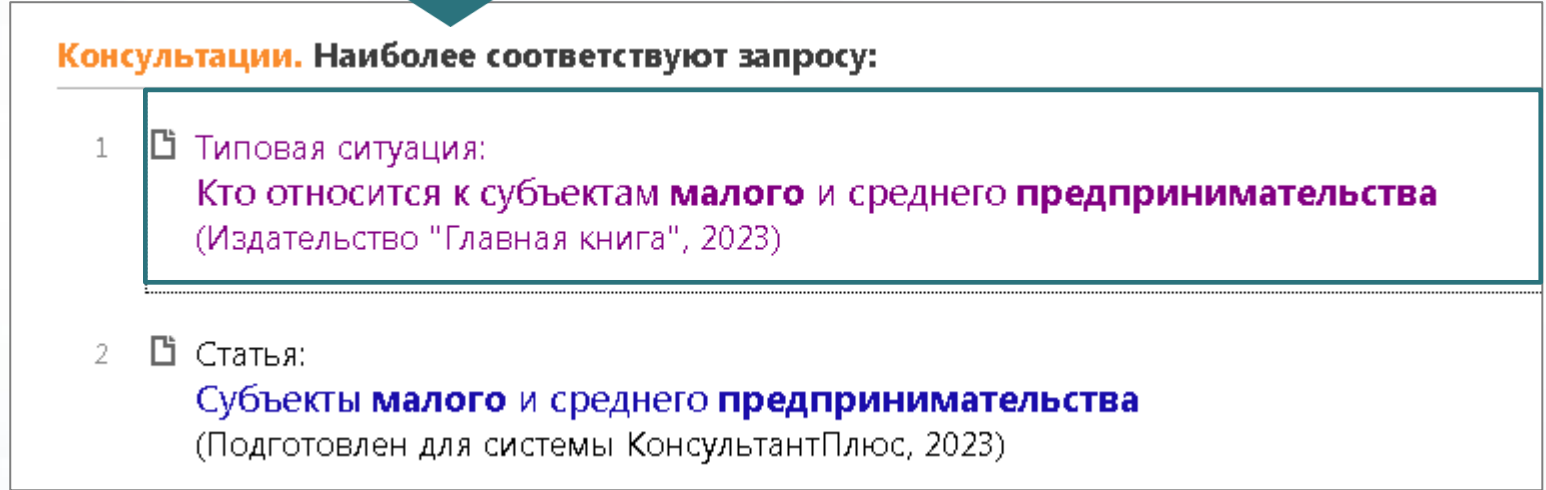 Консультации. Наиболее соответствуют запросу:
1 Типовая ситуация:
Кто относится к субъектам малого и среднего предпринимательства
(Издательство "Главная книга", 2023)
2 Статья:
Субъекты малого и среднего предпринимательства
(Подготовлен для системы КонсультантПлюс, 2023)